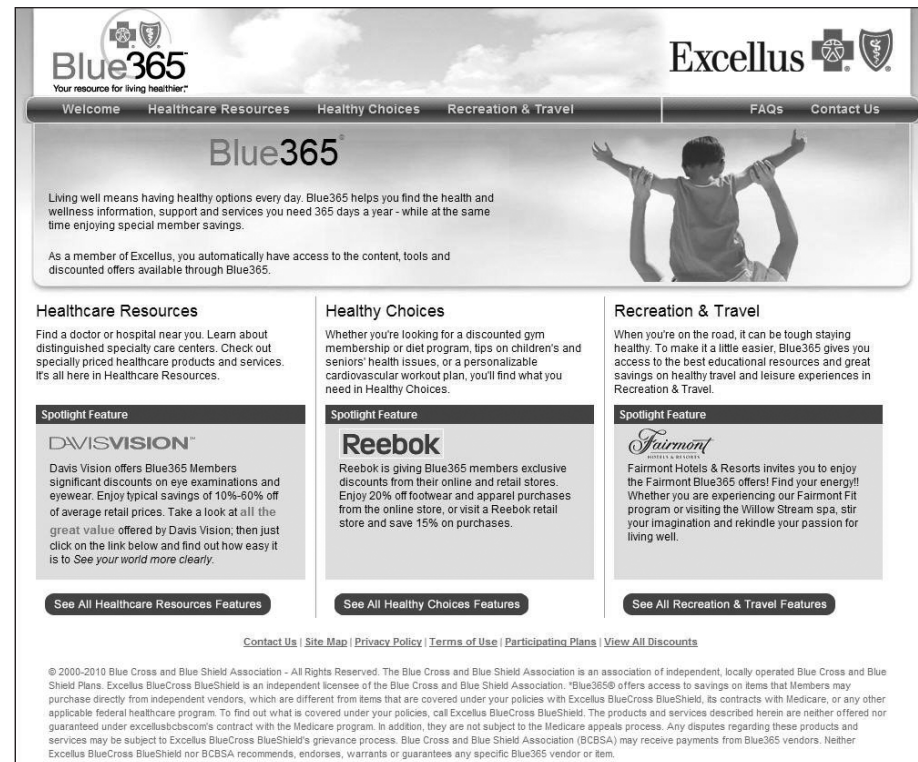 Blue365
Your resource for living healthier.℠
Excellus
Welcome Healthcare Resources Healthy Choices Recreation & Travel FAQs Contact Us
Blue365®
Living well means having healthy options every day. Blue365 helps you find the health and
wellness information, support and services you need 365 days a year - while at the same
time enjoying special member savings.
As a member of Excellus, you automatically have access to the content, tools and
discounted offers available through Blue365.
Healthcare Resources
Find a doctor or hospital near you. Learn about
distinguished specialty care centers. Check out
specially priced healthcare products and services.
It's all here in Healthcare Resources.
Spotlight Feature
DAVISVISION™
Davis Vision offers Blue365 Members
significant discounts on eye examinations and
eyewear. Enjoy typical savings of 10%-60% off
of average retail prices. Take a look at all the
great value offered by Davis Vision; then just
click on the link below and find out how easy it
is to See your world more clearly.
See All Healthcare Resources Features
Healthy Choices
Whether you're looking for a discounted gym
membership or diet program, tips on children's and
seniors' health issues, or a personalizable
cardiovascular workout plan, you'll find what you
need in Healthy Choices.
Spotlight Feature
Reebok
Reebok is giving Blue365 members exclusive
discounts from their online and retail stores.
Enjoy 20% off footwear and apparel purchases
from the online store, or visit a Reebok retail
store and save 15% on purchases.
See All Healthy Choices Features
Recreation & Travel
When you're on the road, it can be tough staying
healthy. To make it a little easier, Blue365 gives you
access to the best educational resources and great
savings on healthy travel and leisure experiences in
Recreation & Travel.
Spotlight Feature
Fairmont
HOTELS & RESORTS
Fairmont Hotels & Resorts invites you to enjoy
the Fairmont Blue365 offers! Find your energy!!
Whether you are experiencing our Fairmont Fit
program or visiting the Willow Stream spa, stir
your imagination and rekindle your passion for
living well.
See All Recreation & Travel Features
Contact Us | Site Map | Privacy Policy | Terms of Use | Participating Plans | View All Discounts
© 2000-2010 Blue Cross and Blue Shield Association - All Rights Reserved. The Blue Cross and Blue Shield Association is an association of independent, locally operated Blue Cross and Blue
Shield Plans. Excellus BlueCross BlueShield is an independent licensee of the Blue Cross and Blue Shield Association. *Blue365® offers access to savings on items that Members may
purchase directly from independent vendors, which are different from items that are covered under your policies with Excellus BlueCross BlueShield, its contracts with Medicare, or any other
applicable federal healthcare program. To find out what is covered under your policies, call Excellus BlueCross BlueShield. The products and services described herein are neither offered nor
guaranteed under excellusbcbscom's contract with the Medicare program. In addition, they are not subject to the Medicare appeals process. Any disputes regarding these products and
services may be subject to Excellus BlueCross BlueShield's grievance process. Blue Cross and Blue Shield Association (BCBSA) may receive payments from Blue365 vendors. Neither
Excellus BlueCross BlueShield nor BCBSA recommends, endorses, warrants or guarantees any specific Blue365 vendor or item.